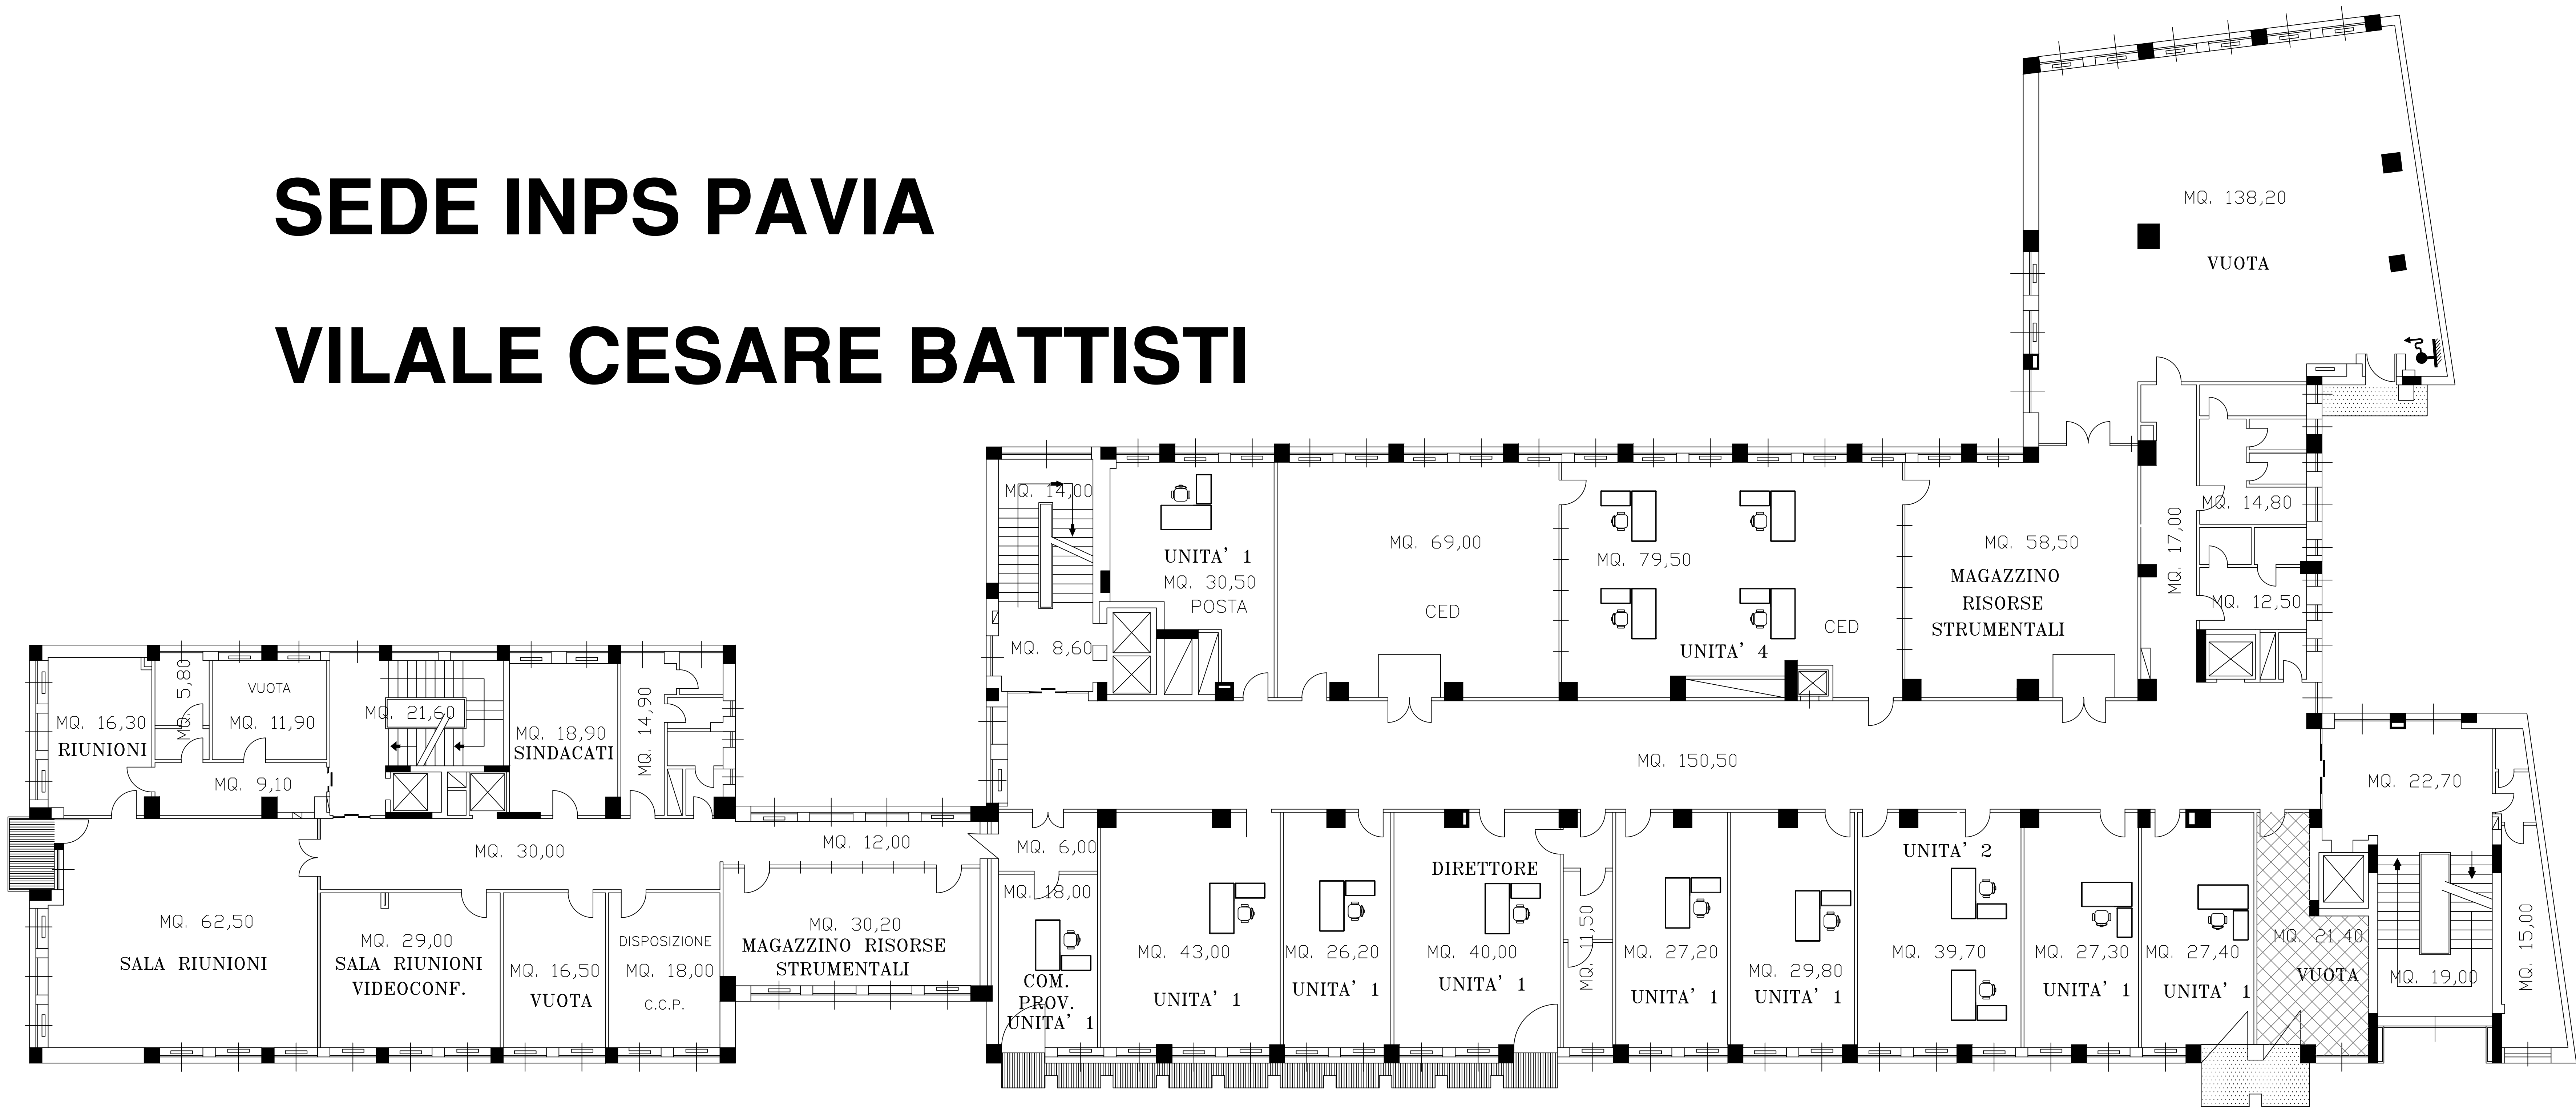 SEDE INPS PAVIA
VILALE CESARE BATTISTI
MQ. 138,20
VUOTA
MQ. 14,00
UNITA' 1
MQ. 30,50
POSTA
MQ. 69,00
CED
MQ. 79,50
UNITA' 4
CED
MQ. 58,50
MAGAZZINO
RISORSE
STRUMENTALI
MQ. 17,00
MQ. 14,80
MQ. 12,50
MQ. 8,60
MQ. 16,30
RIUNIONI
MQ. 5,80
VUOTA
MQ. 11,90
MQ. 21,60
MQ. 18,90
SINDACATI
MQ. 14,90
MQ. 9,10
MQ. 150,50
MQ. 22,70
MQ. 30,00
MQ. 12,00
MQ. 6,00
MQ. 62,50
SALA RIUNIONI
MQ. 29,00
SALA RIUNIONI
VIDEOCONF.
MQ. 16,50
VUOTA
DISPOSIZIONE
MQ. 18,00
C.C.P.
MQ. 30,20
MAGAZZINO RISORSE
STRUMENTALI
MQ. 18,00
COM.
PROV.
UNITA' 1
MQ. 43,00
UNITA' 1
MQ. 26,20
UNITA' 1
DIRETTORE
MQ. 40,00
UNITA' 1
MQ. 11,50
MQ. 27,20
UNITA' 1
MQ. 29,80
UNITA' 1
UNITA' 2
MQ. 39,70
MQ. 27,30
UNITA' 1
MQ. 27,40
UNITA' 1
MQ. 21,40
VUOTA
MQ. 19,00
MQ. 15,00